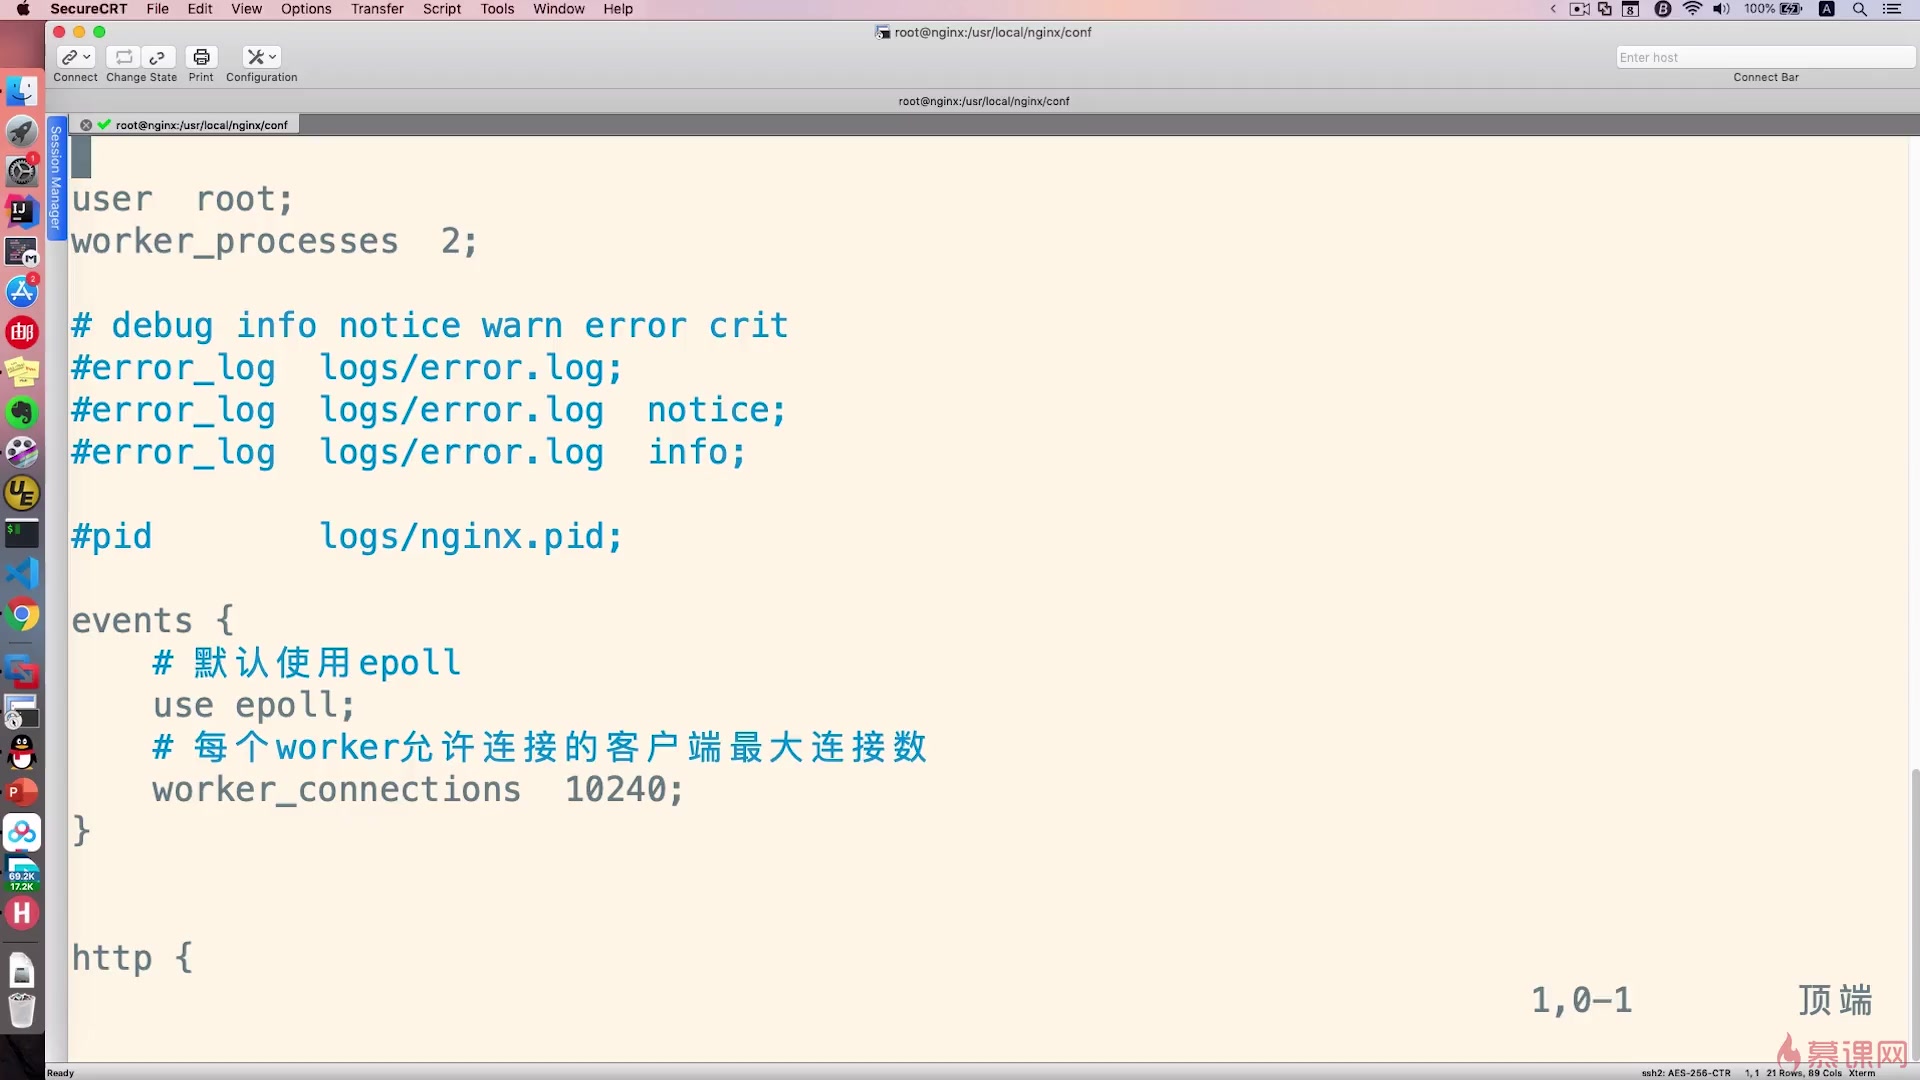 SecureCRT File Edit View Options Transfer Script Tools Window Help 8 100% A
root@nginx:/usr/local/nginx/conf
Enter host
Connect Change State Print Configuration Connect Bar
root@nginx:/usr/local/nginx/conf
root@nginx:/usr/local/nginx/conf
Session Manager
user  root;
worker_processes  2;
# debug info notice warn error crit
#error_log  logs/error.log;
#error_log  logs/error.log  notice;
#error_log  logs/error.log  info;
#pid        logs/nginx.pid;
events {
    # 默认使用epoll
    use epoll;
    # 每个worker允许连接的客户端最大连接数
    worker_connections  10240;
}
http {
1,0-1 顶端
1
IJ
M
2
邮
UE
P
69.2K
17.2K
H
慕课网
Ready ssh2: AES-256-CTR 1, 1 21 Rows, 89 Cols Xterm